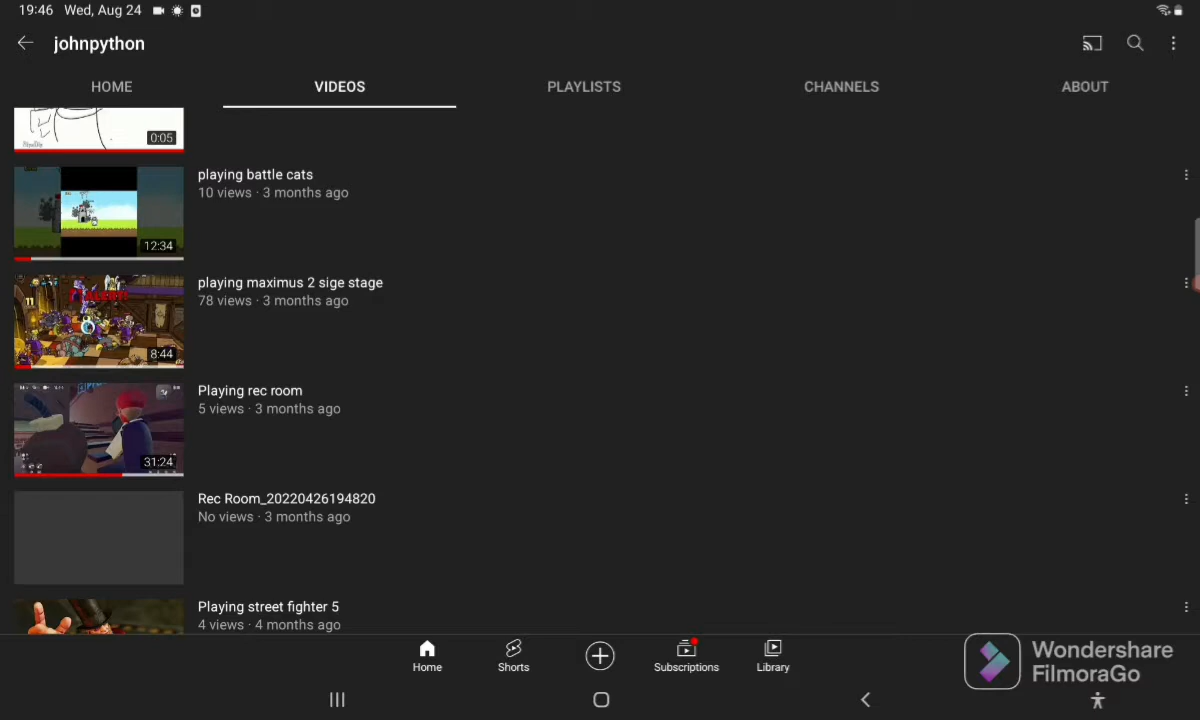 19:46 Wed, Aug 24
johnpython
HOME VIDEOS PLAYLISTS CHANNELS ABOUT
0:05
playing battle cats
10 views · 3 months ago
12:34
playing maximus 2 sige stage
78 views · 3 months ago
8:44
Playing rec room
5 views · 3 months ago
31:24
Rec Room_20220426194820
No views · 3 months ago
Playing street fighter 5
4 views · 4 months ago
Home Shorts Subscriptions Library
Wondershare
FilmoraGo